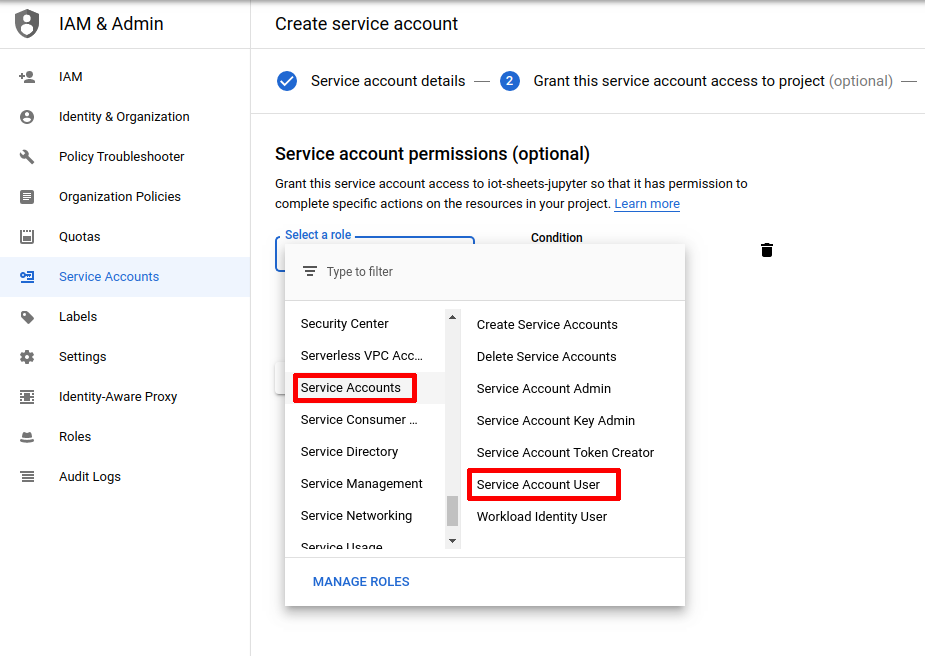 IAM & Admin
IAM
Identity & Organization
Policy Troubleshooter
Organization Policies
Quotas
Service Accounts
Labels
Settings
Identity-Aware Proxy
Roles
Audit Logs
Create service account
Service account details — 2 Grant this service account access to project (optional) —
Service account permissions (optional)
Grant this service account access to iot-sheets-jupyter so that it has permission to
complete specific actions on the resources in your project. Learn more
Select a role
Condition
Type to filter
Security Center
Serverless VPC Acc...
Service Accounts
Service Consumer ...
Service Directory
Service Management
Service Networking
Service Usage
Create Service Accounts
Delete Service Accounts
Service Account Admin
Service Account Key Admin
Service Account Token Creator
Service Account User
Workload Identity User
MANAGE ROLES